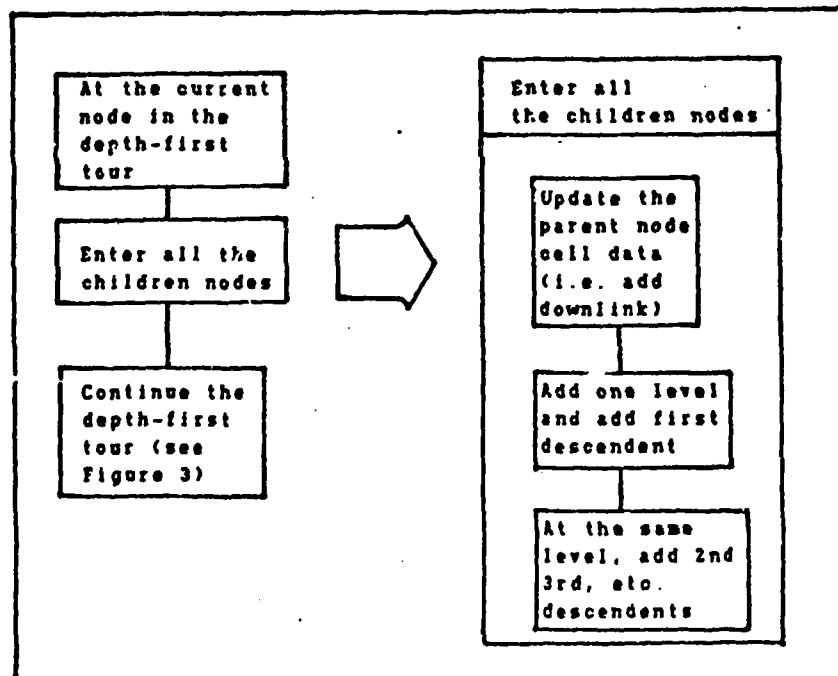 At the current
node in the
depth-first
tour
Enter all the
children nodes
Continue the
depth-first
tour (see
Figure 3)
Enter all
the children nodes
Update the
parent node
cell data
(i.e. add
downlink)
Add one level
and add first
descendent
At the same
level, add 2nd
3rd, etc.
descendents